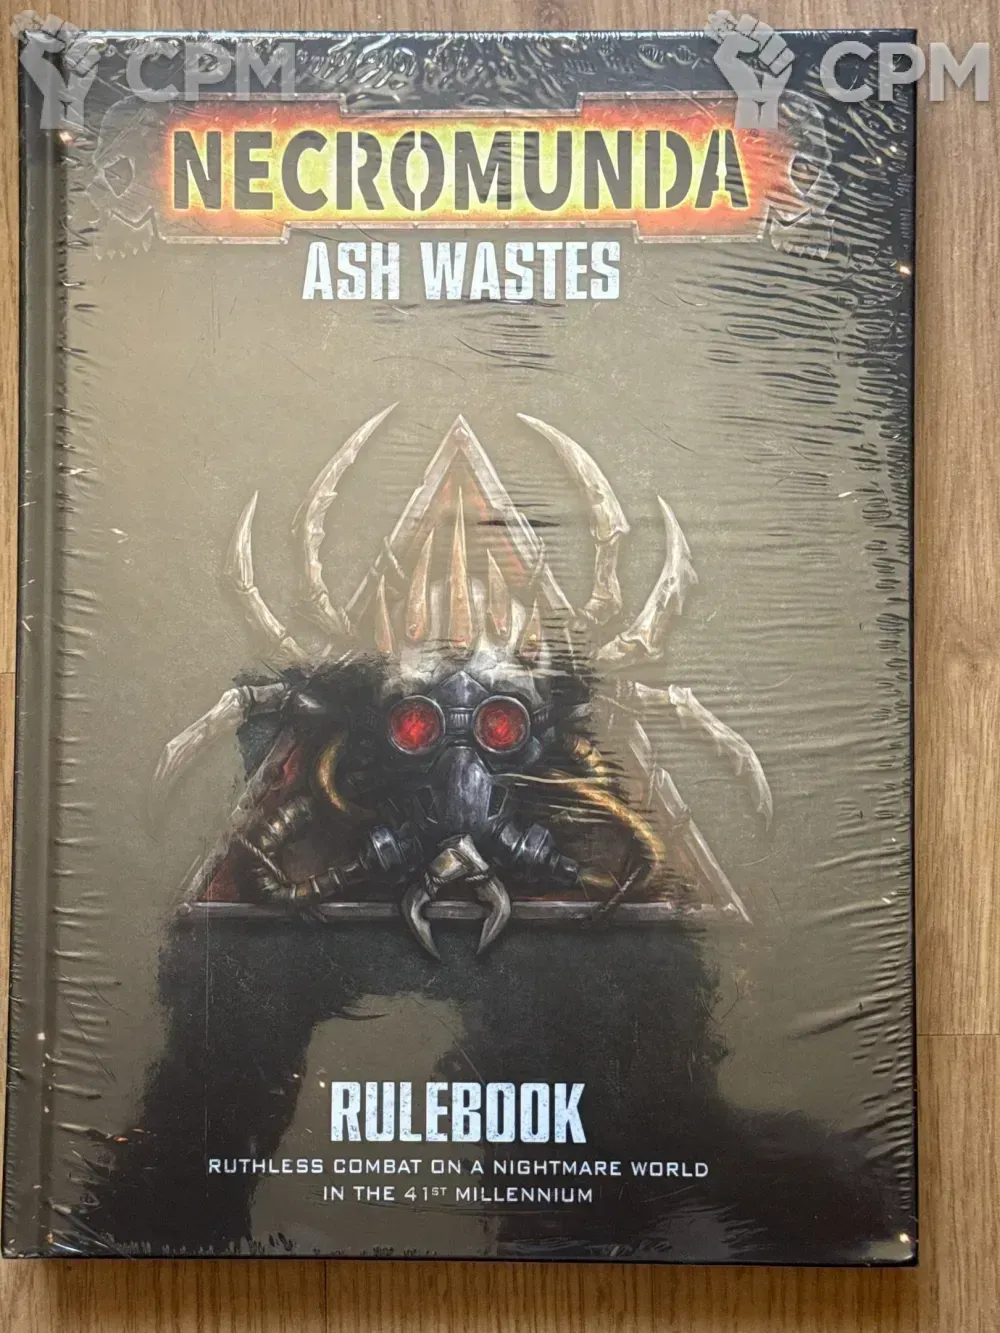 CPM CPM
NECROMUNDA®
ASH WASTES
RULEBOOK
RUTHLESS COMBAT ON A NIGHTMARE WORLD
IN THE 41ST MILLENNIUM